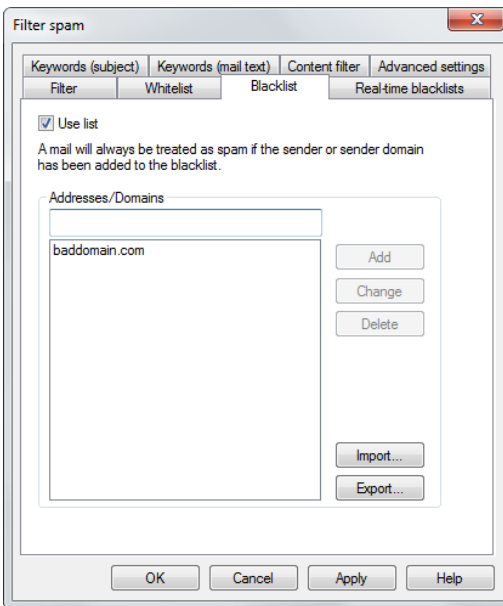 Filter spam
Keywords (subject) Keywords (mail text) Content filter Advanced settings
Filter Whitelist Blacklist Real-time blacklists
Use list
A mail will always be treated as spam if the sender or sender domain
has been added to the blacklist.
Addresses/Domains
baddomain.com
Add
Change
Delete
Import...
Export...
OK Cancel Apply Help